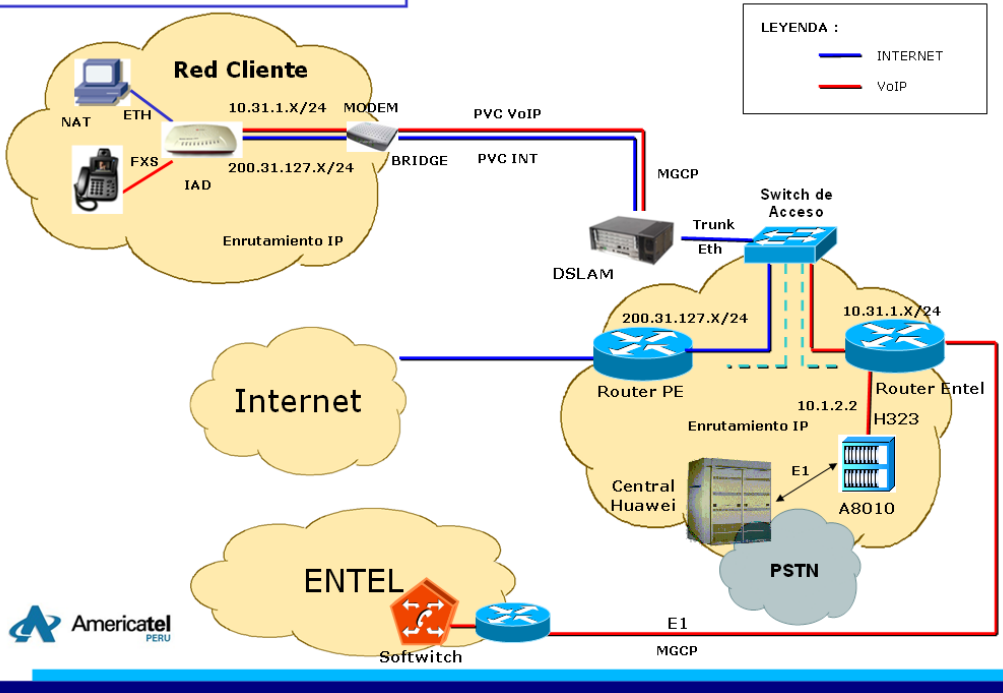 LEYENDA :
INTERNET
VoIP
Red Cliente
10.31.1.X/24
MODEM
NAT
ETH
PVC VoIP
BRIDGE
PVC INT
FXS
200.31.127.X/24
IAD
MGCP
Switch de
Acceso
Enrutamiento IP
Trunk
Eth
DSLAM
200.31.127.X/24
10.31.1.X/24
Internet
Router PE
Router Entel
10.1.2.2
H323
Enrutamiento IP
E1
Central
Huawei
A8010
PSTN
ENTEL
Softwitch
E1
MGCP
Americatel
PERU